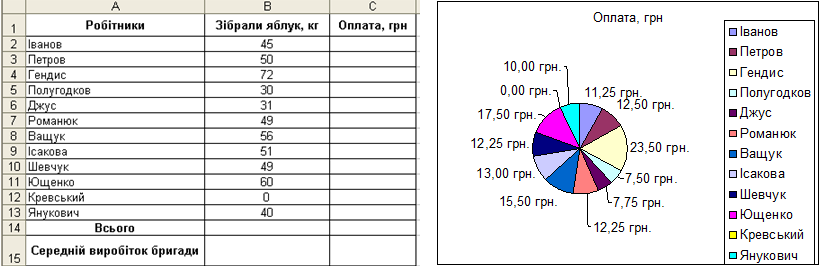 A B C
1 Робітники Зібрали яблук, кг Оплата, грн
2 Іванов 45
3 Петров 50
4 Гендис 72
5 Полугодков 30
6 Джус 31
7 Романюк 49
8 Ващук 56
9 Ісакова 51
10 Шевчук 49
11 Ющенко 60
12 Кревський 0
13 Янукович 40
14 Всього
15 Середній виробіток бригади
Оплата, грн
10,00 грн.
11,25 грн.
0,00 грн.
12,50 грн.
17,50 грн.
12,25 грн.
23,50 грн.
13,00 грн.
7,50 грн.
15,50 грн.
7,75 грн.
12,25 грн.
Іванов
Петров
Гендис
Полугодков
Джус
Романюк
Ващук
Ісакова
Шевчук
Ющенко
Кревський
Янукович